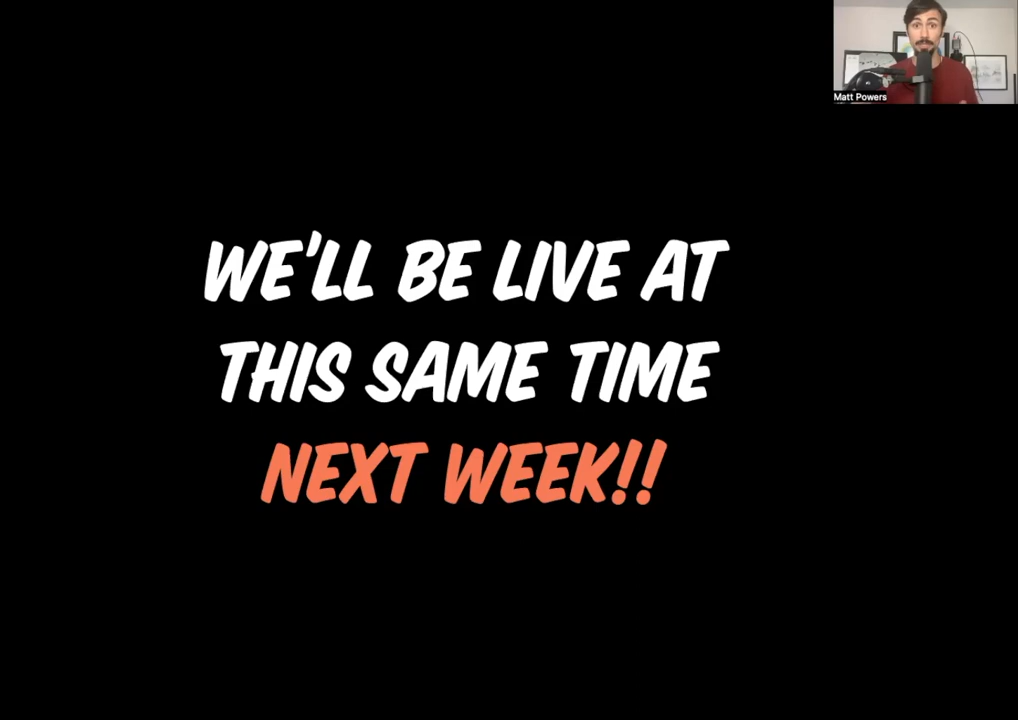 Matt Powers
WE'LL BE LIVE AT
THIS SAME TIME
NEXT WEEK!!